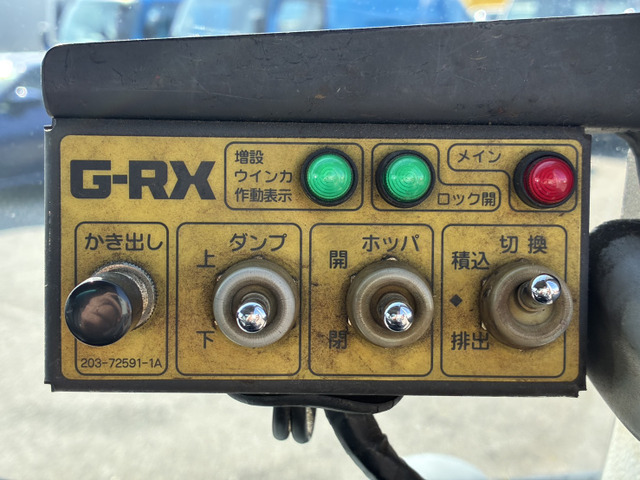 G-RX
増設
ウインカ
作動表示
ロック開
メイン
かき出し
203-72591-1A
ダンプ
上
下
ホッパ
開
閉
切換
積込
◆
排出